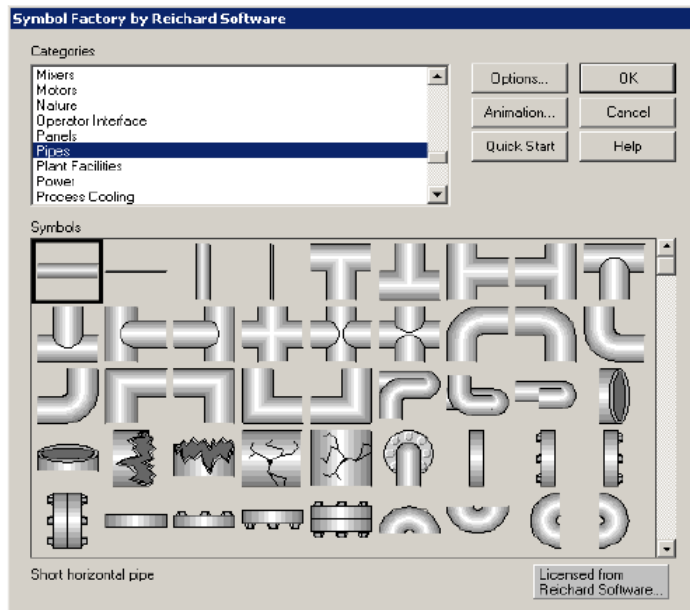 Symbol Factory by Reichard Software
Categories
Mixers
Motors
Nature
Operator Interface
Panels
Pipes
Plant Facilities
Power
Process Cooling
Options...
OK
Animation...
Cancel
Quick Start
Help
Symbols
Short horizontal pipe
Licensed from
Reichard Software...